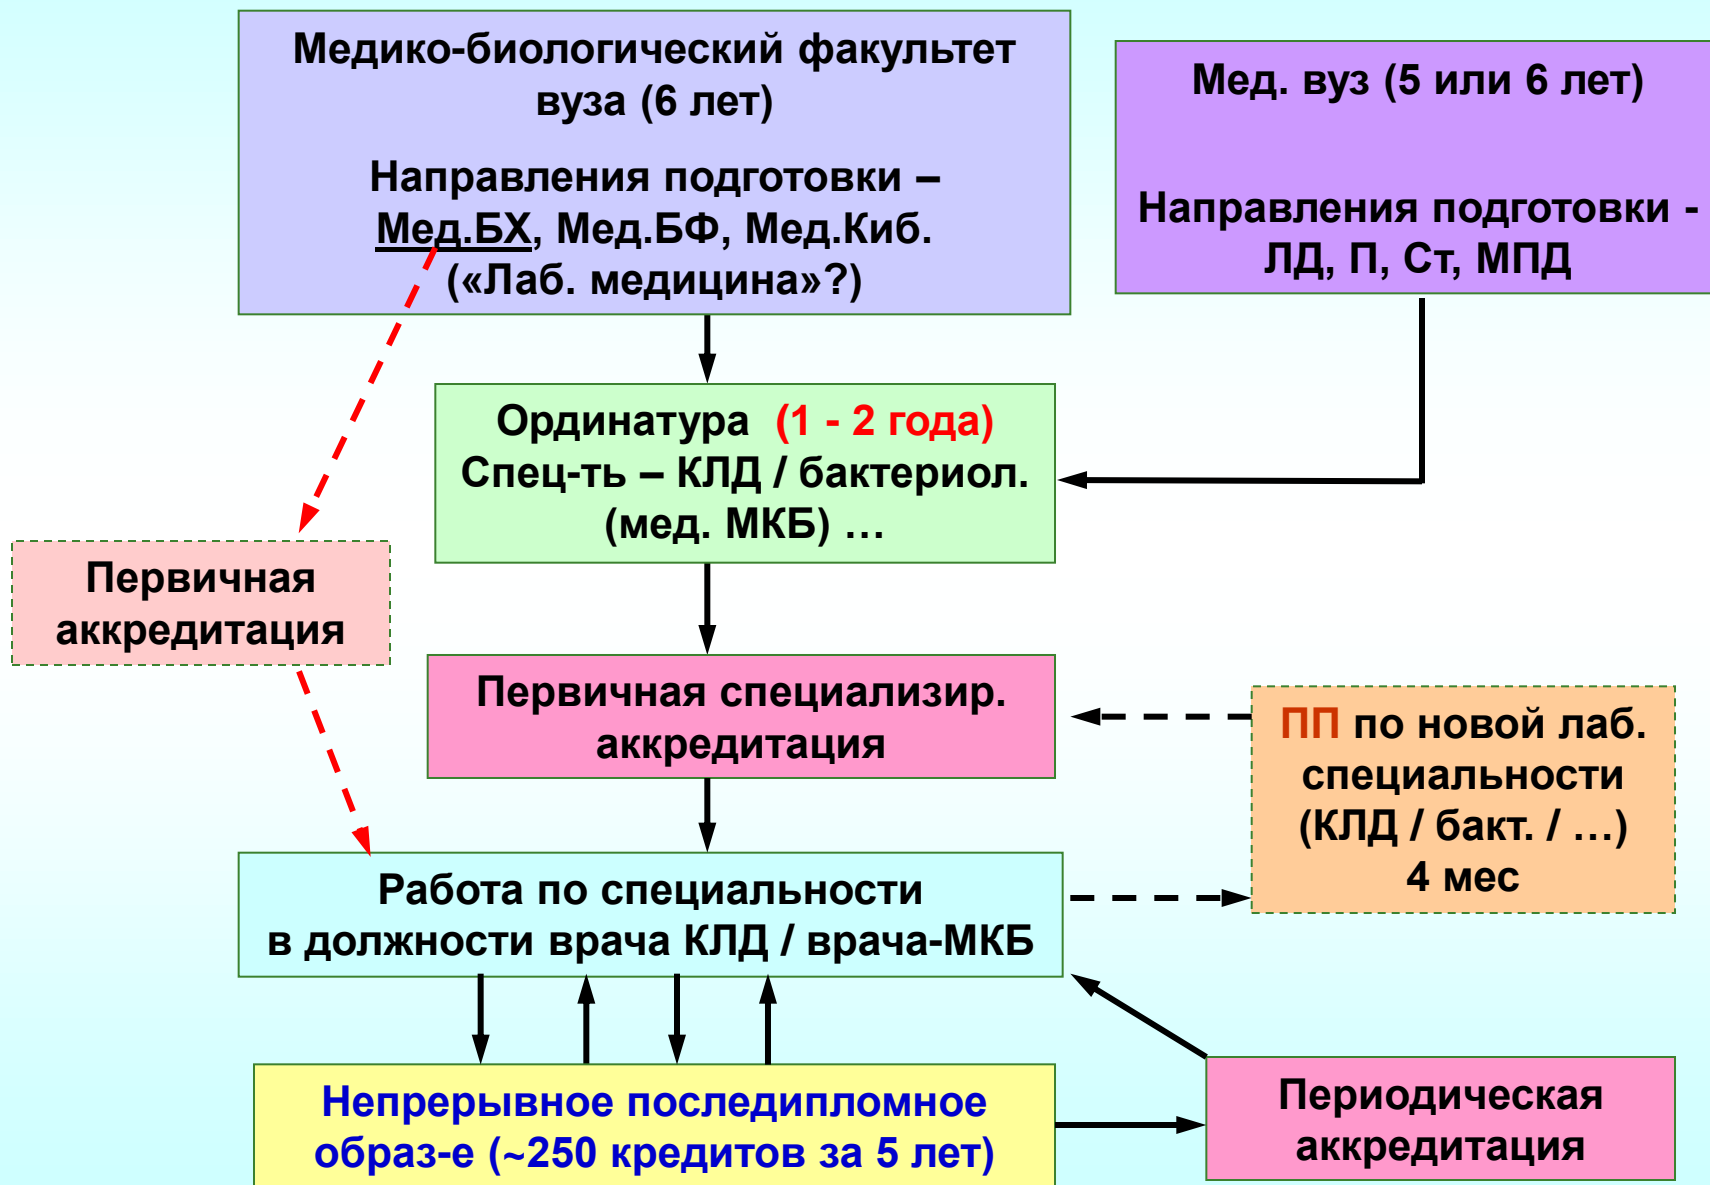 Медико-биологический факультет
вуза (6 лет)
Направления подготовки –
Мед.БХ, Мед.БФ, Мед.Киб.
(«Лаб. медицина»?)
Мед. вуз (5 или 6 лет)
Направления подготовки -
ЛД, П, Ст, МПД
Ординатура (1 - 2 года)
Спец-ть – КЛД / бактериол.
(мед. МКБ) …
Первичная
аккредитация
Первичная специализир.
аккредитация
ПП по новой лаб.
специальности
(КЛД / бакт. / …)
4 мес
Работа по специальности
в должности врача КЛД / врача-МКБ
Непрерывное последипломное
образ-е (~250 кредитов за 5 лет)
Периодическая
аккредитация